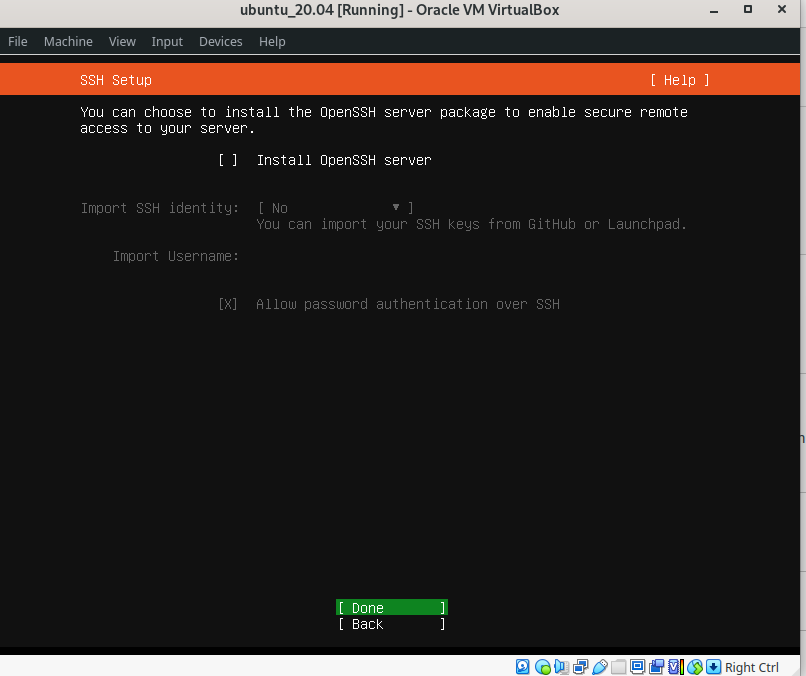 ubuntu_20.04 [Running] - Oracle VM VirtualBox
File Machine View Input Devices Help
SSH Setup [ Help ]
You can choose to install the OpenSSH server package to enable secure remote
access to your server.
[ ] Install OpenSSH server
Import SSH identity: [ No ▾ ]
You can import your SSH keys from GitHub or Launchpad.
Import Username:
[X] Allow password authentication over SSH
[ Done ]
[ Back ]
Right Ctrl